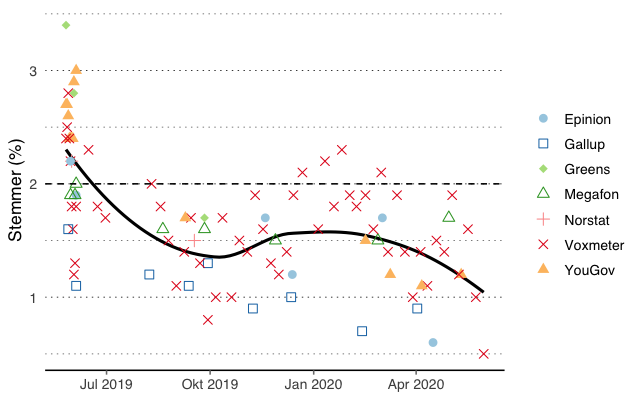 Stemmer (%)
3
2
1
Jul 2019
Okt 2019
Jan 2020
Apr 2020
Epinion
Gallup
Greens
Megafon
Norstat
Voxmeter
YouGov